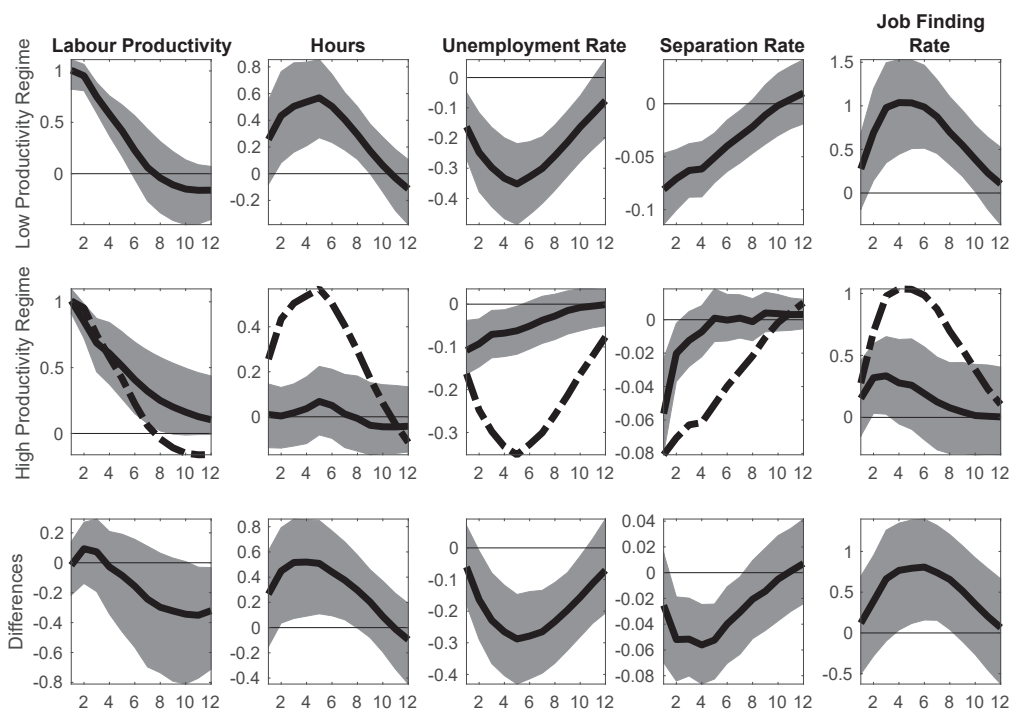 Labour Productivity
Hours
Unemployment Rate
Separation Rate
Job Finding
Rate
Low Productivity Regime
1
0.5
0
2 4 6 8 10 12
0.8
0.6
0.4
0.2
0
-0.2
2 4 6 8 10 12
0
-0.1
-0.2
-0.3
-0.4
2 4 6 8 10 12
0
-0.05
-0.1
2 4 6 8 10 12
1.5
1
0.5
0
2 4 6 8 10 12
High Productivity Regime
1
0.5
0
2 4 6 8 10 12
0.4
0.2
0
2 4 6 8 10 12
0
-0.1
-0.2
-0.3
2 4 6 8 10 12
0
-0.02
-0.04
-0.06
-0.08
2 4 6 8 10 12
1
0.5
0
2 4 6 8 10 12
Differences
0.2
0
-0.2
-0.4
-0.6
-0.8
2 4 6 8 10 12
0.8
0.6
0.4
0.2
0
-0.2
-0.4
2 4 6 8 10 12
0
-0.1
-0.2
-0.3
-0.4
2 4 6 8 10 12
0.04
0.02
0
-0.02
-0.04
-0.06
-0.08
2 4 6 8 10 12
1
0.5
0
-0.5
2 4 6 8 10 12